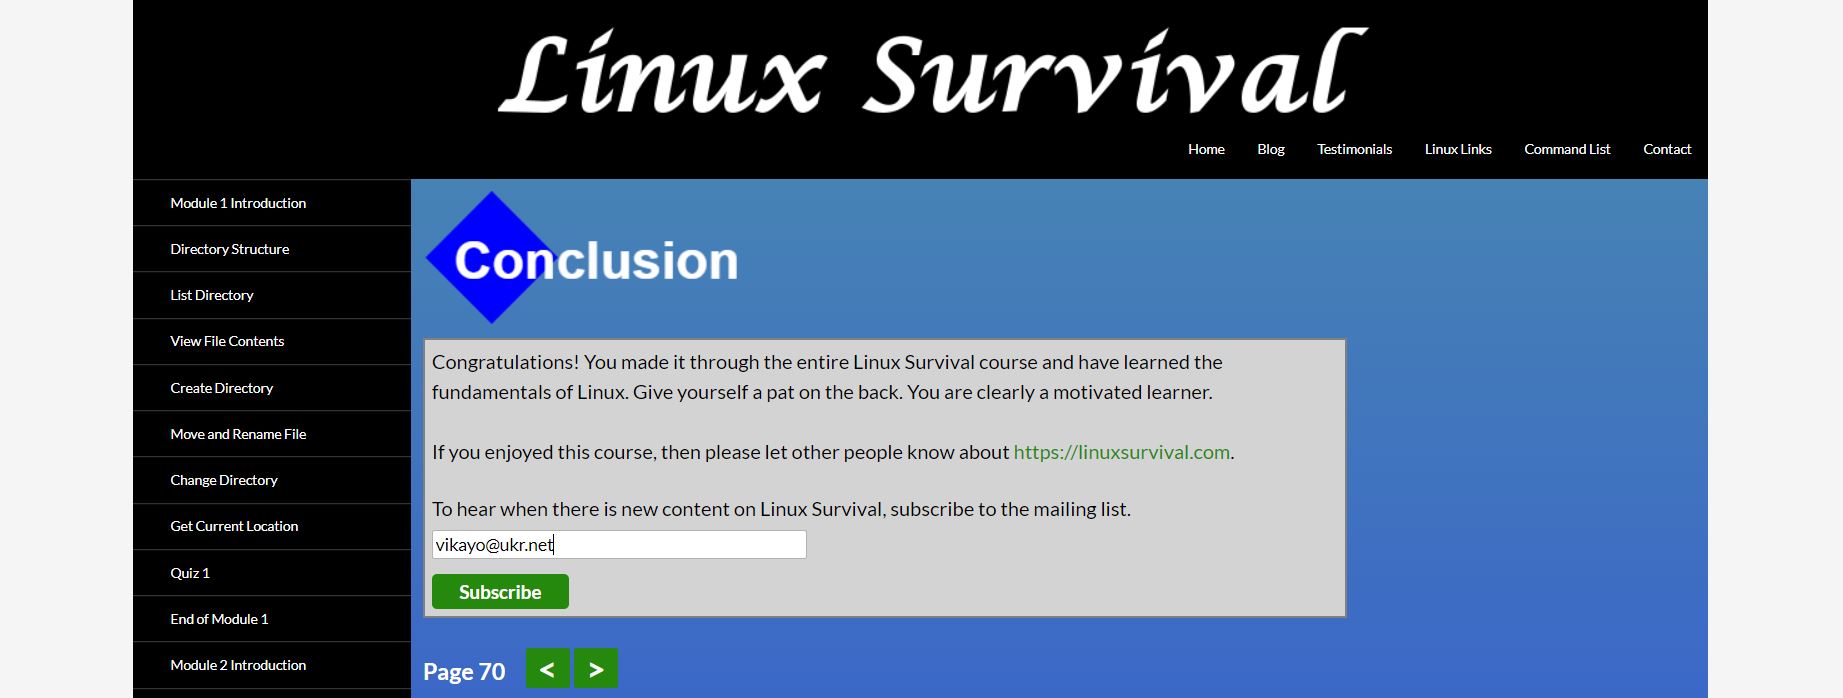 Linux Survival
Home
Blog
Testimonials
Linux Links
Command List
Contact
Module 1 Introduction
Directory Structure
List Directory
View File Contents
Create Directory
Move and Rename File
Change Directory
Get Current Location
Quiz 1
End of Module 1
Module 2 Introduction
Conclusion
Congratulations! You made it through the entire Linux Survival course and have learned the
fundamentals of Linux. Give yourself a pat on the back. You are clearly a motivated learner.
If you enjoyed this course, then please let other people know about https://linuxsurvival.com.
To hear when there is new content on Linux Survival, subscribe to the mailing list.
vikayo@ukr.net
Subscribe
Page 70 < >